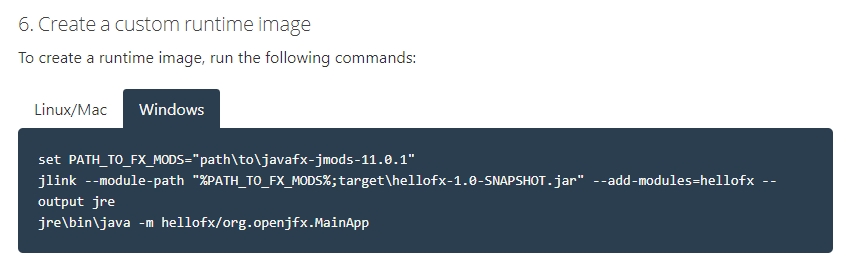 6. Create a custom runtime image
To create a runtime image, run the following commands:
Linux/Mac
Windows
set PATH_TO_FX_MODS="path\to\javafx-jmods-11.0.1"
jlink --module-path "%PATH_TO_FX_MODS%;target\hellofx-1.0-SNAPSHOT.jar" --add-modules=hellofx --
output jre
jre\bin\java -m hellofx/org.openjfx.MainApp